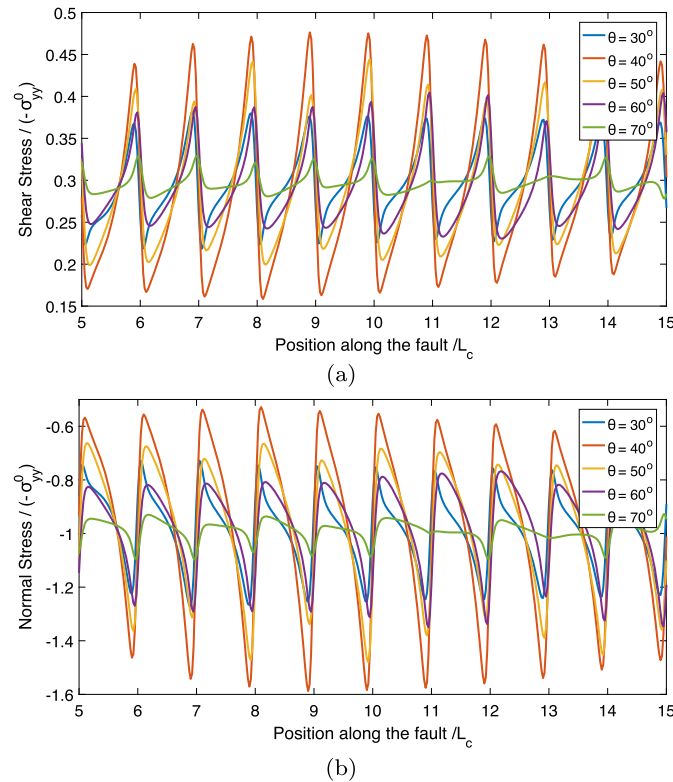 0.5
0.45
0.4
0.35
0.3
0.25
0.2
0.15
Shear Stress / (-σ⁰yy)
θ = 30°
θ = 40°
θ = 50°
θ = 60°
θ = 70°
5 6 7 8 9 10 11 12 13 14 15
Position along the fault /Lc
(a)
-0.6
-0.8
-1
-1.2
-1.4
-1.6
Normal Stress / (-σ⁰yy)
θ = 30°
θ = 40°
θ = 50°
θ = 60°
θ = 70°
5 6 7 8 9 10 11 12 13 14 15
Position along the fault /Lc
(b)